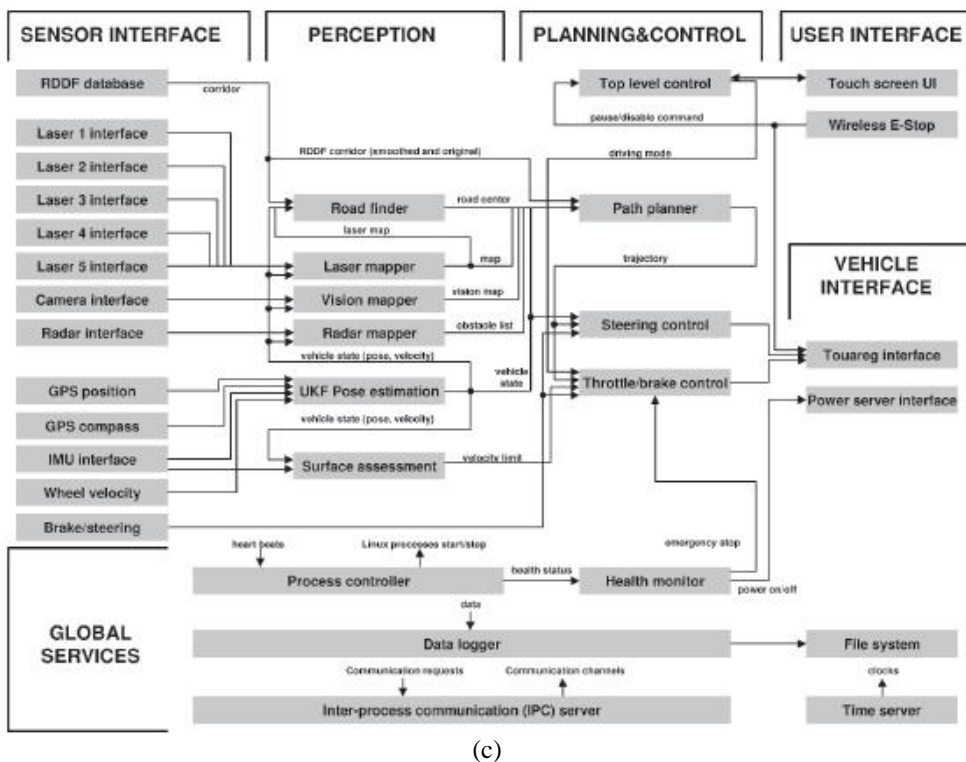 SENSOR INTERFACE
PERCEPTION
PLANNING&CONTROL
USER INTERFACE
RDDF database
corridor
Top level control
Touch screen UI
pause/disable command
Wireless E-Stop
Laser 1 interface
RDDF corridor (smoothed and original)
driving mode
Laser 2 interface
Laser 3 interface
Road finder
road center
Path planner
Laser 4 interface
laser map
Laser 5 interface
Laser mapper
map
trajectory
VEHICLE
INTERFACE
Camera interface
Vision mapper
vision map
Radar interface
Radar mapper
obstacle list
Steering control
vehicle state (pose, velocity)
vehicle
state
Touareg interface
GPS position
UKF Pose estimation
Throttle/brake control
Power server interface
GPS compass
vehicle state (pose, velocity)
IMU interface
Surface assessment
velocity limit
Wheel velocity
Brake/steering
heart beats
Linux processes start/stop
emergency stop
Process controller
health status
Health monitor
power on/off
GLOBAL
SERVICES
data
Data logger
File system
Communication requests
Communication channels
clocks
Inter-process communication (IPC) server
Time server
(c)